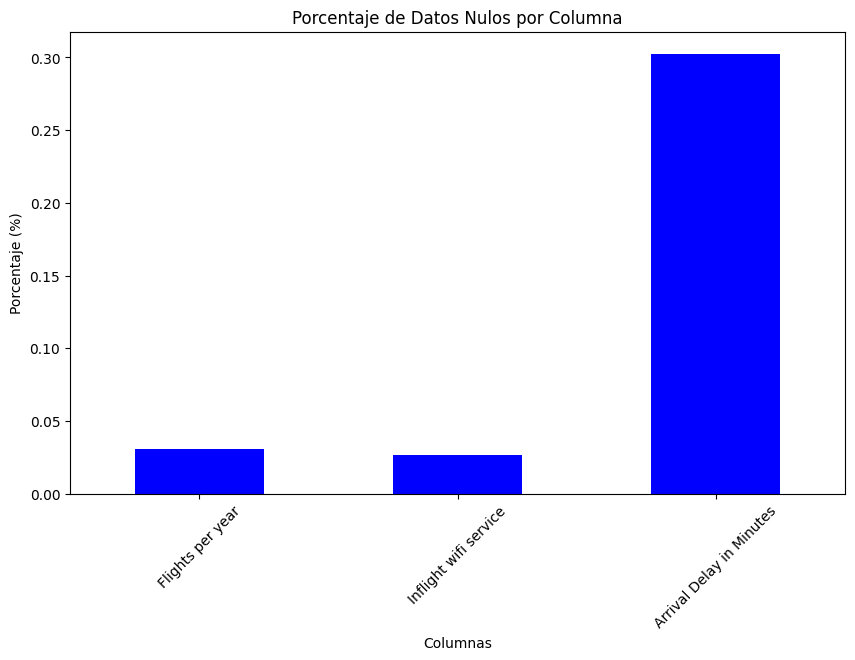 Porcentaje de Datos Nulos por Columna
Porcentaje (%)
0.30
0.25
0.20
0.15
0.10
0.05
0.00
Flights per year
Inflight wifi service
Arrival Delay in Minutes
Columnas